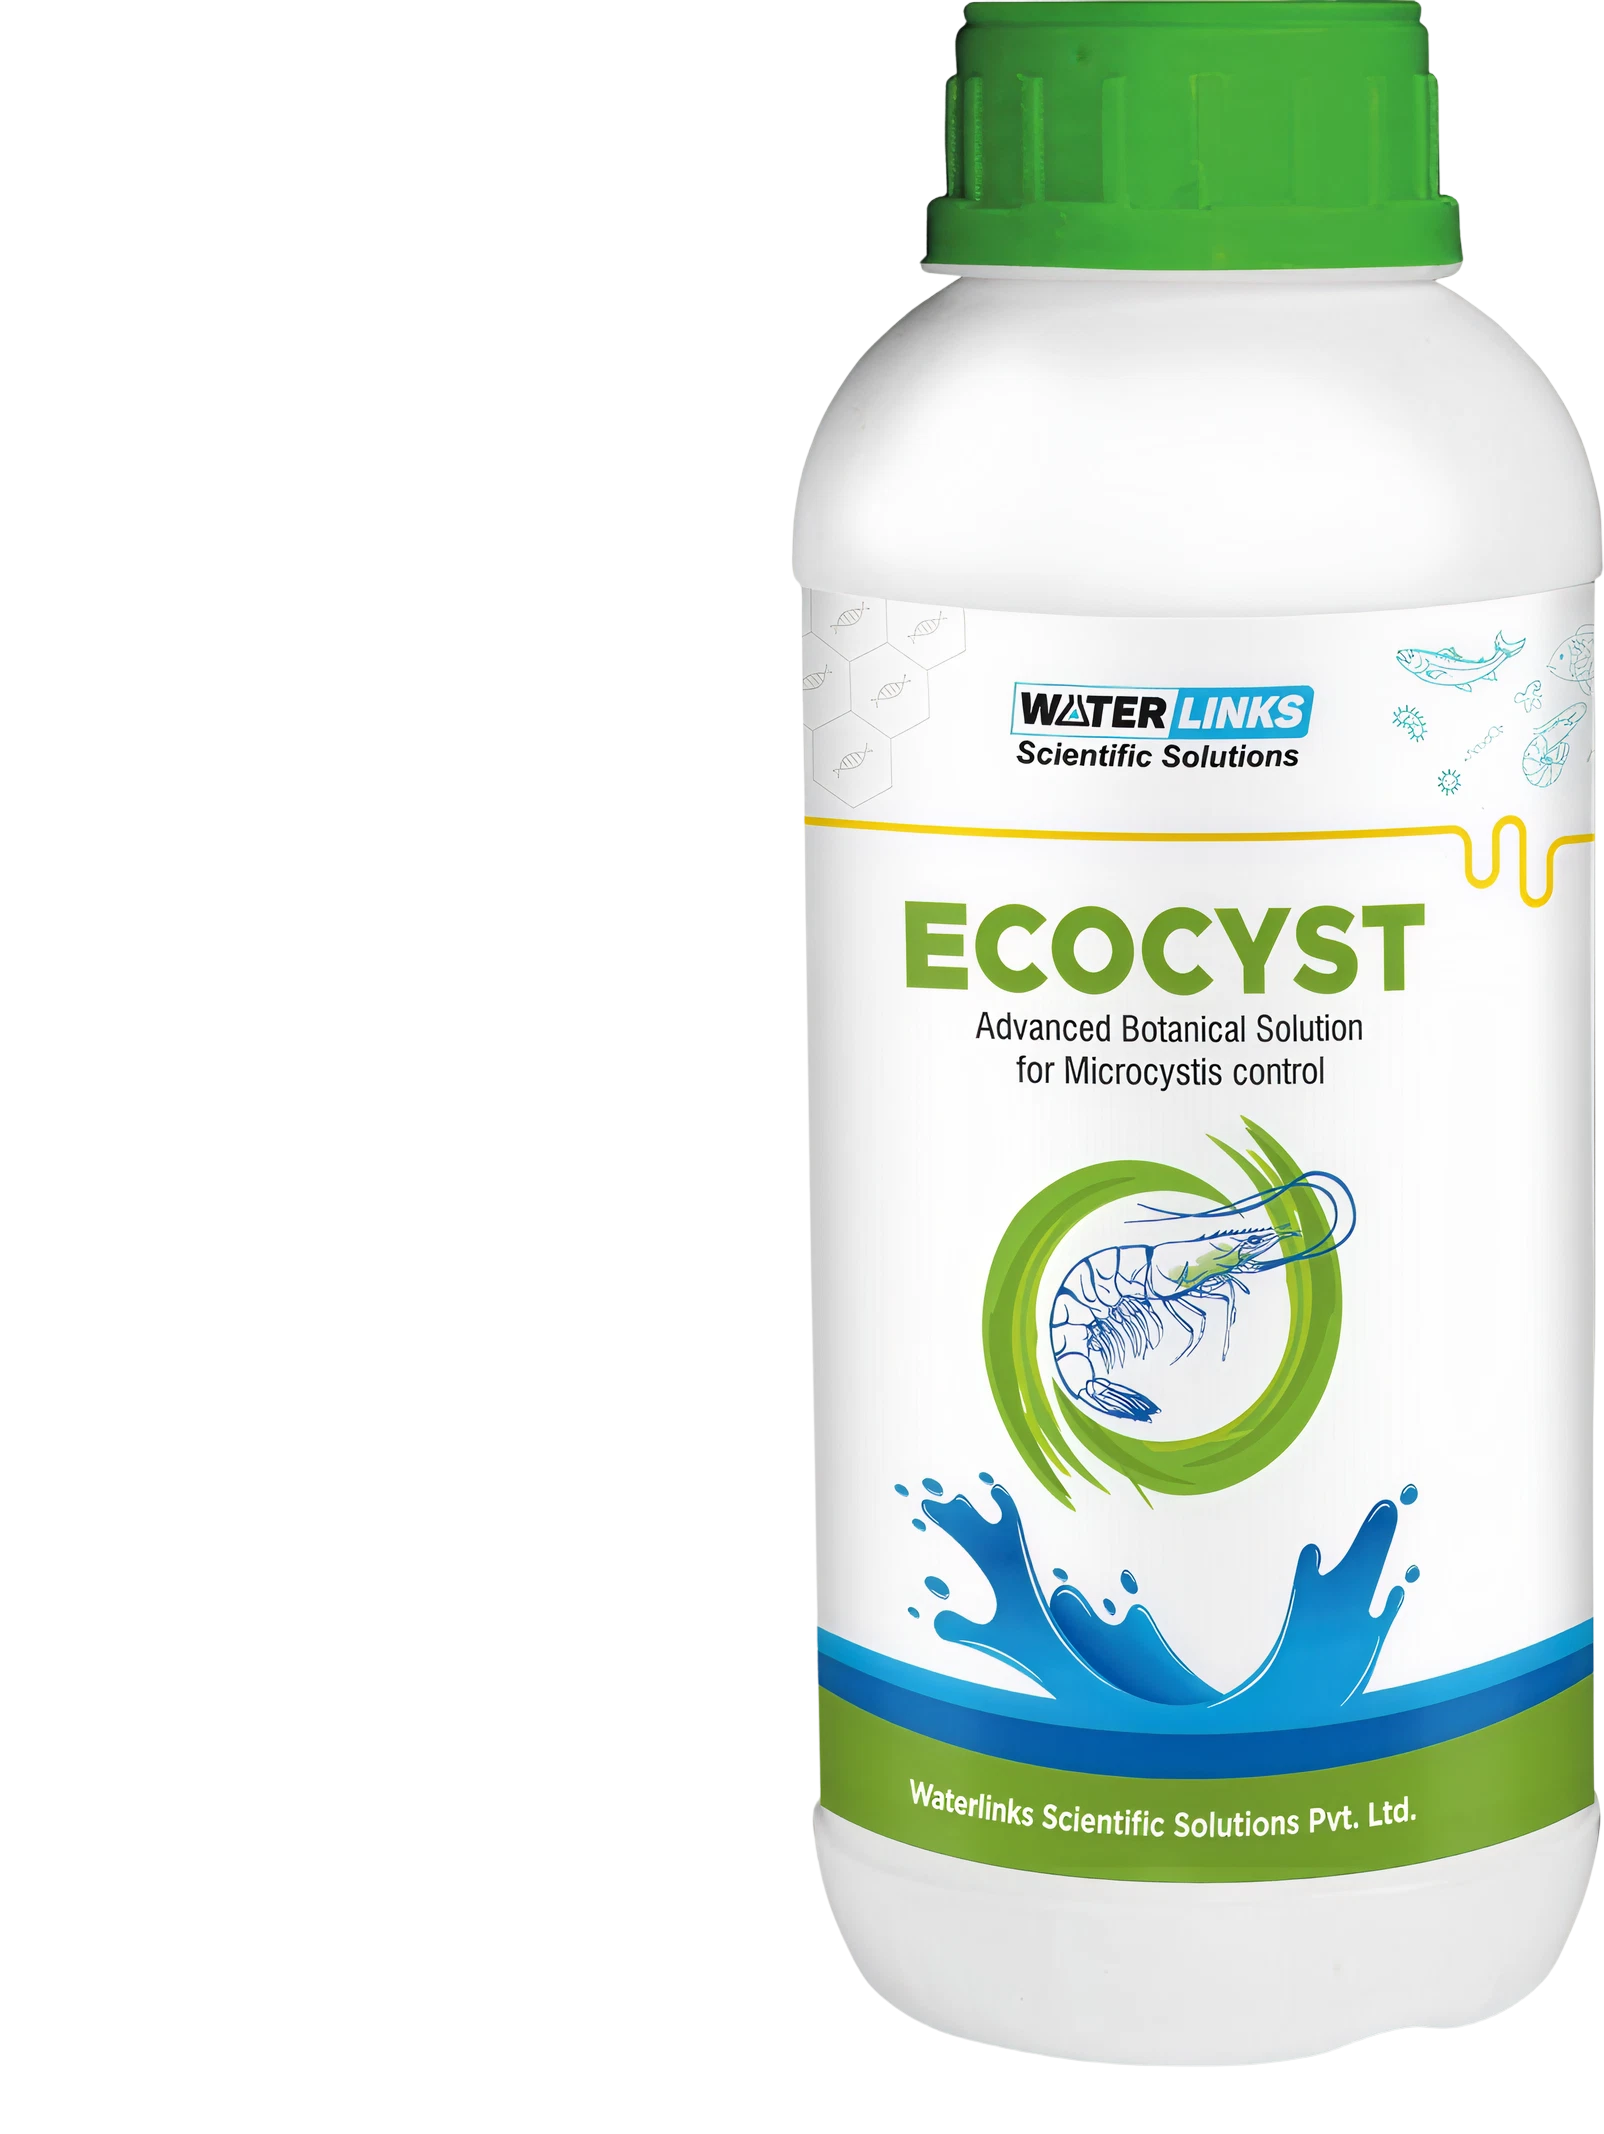 WATER LINKS
Scientific Solutions
ECOCYST
Advanced Botanical Solution
for Microcystis control
Waterlinks Scientific Solutions Pvt. Ltd.